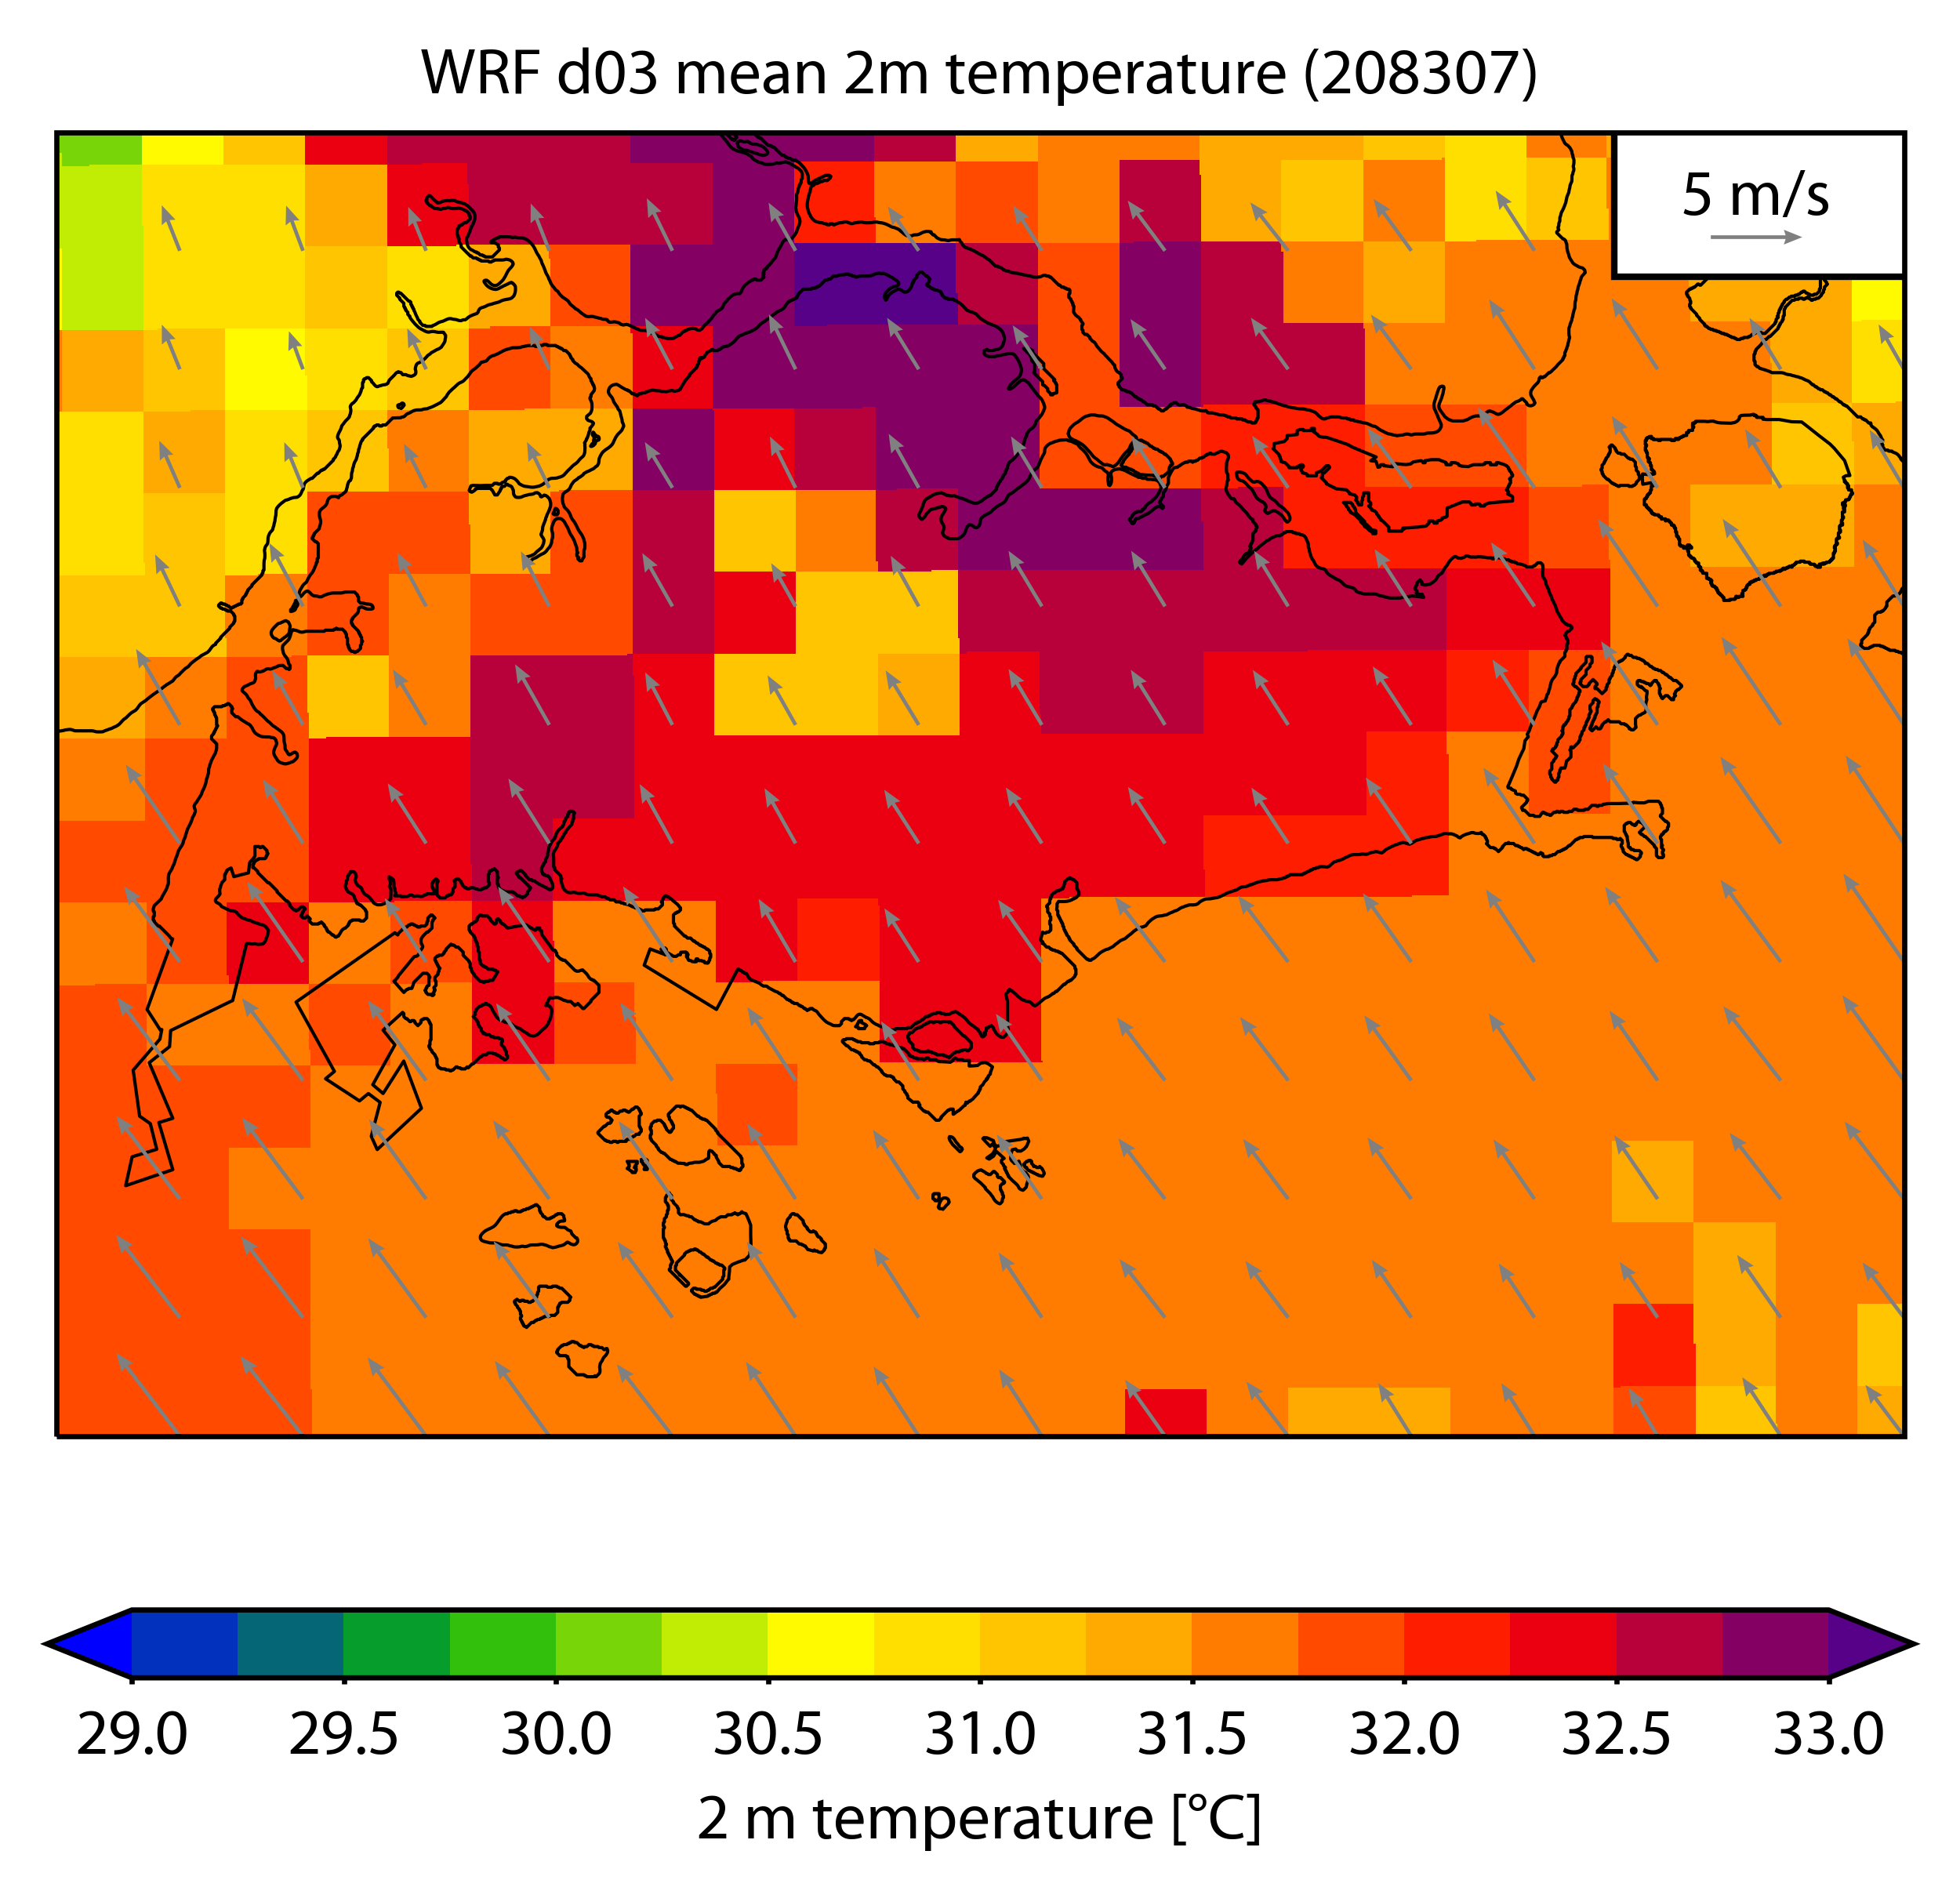 WRF d03 mean 2m temperature (208307)
5 m/s
29.0 29.5 30.0 30.5 31.0 31.5 32.0 32.5 33.0
2 m temperature [°C]